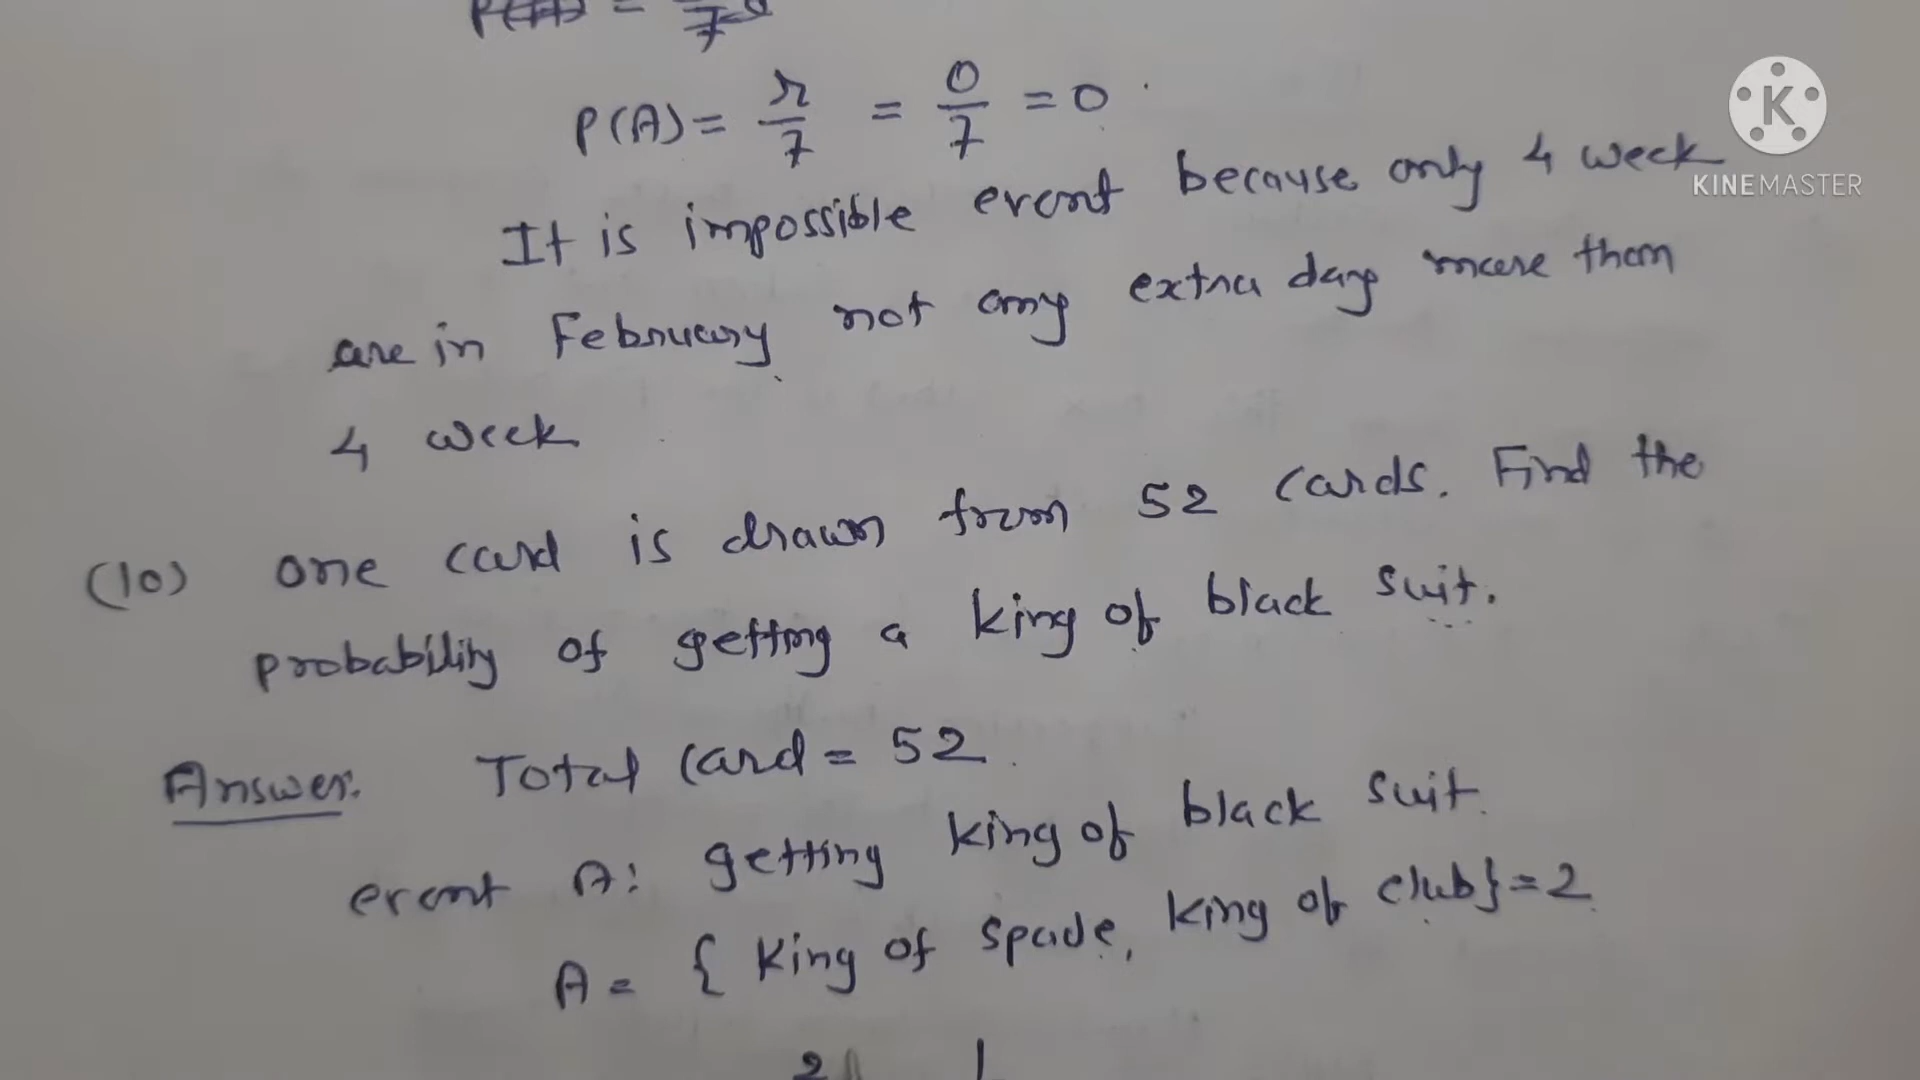 P(A) = r/7 = 0/7 = 0
It is impossible event because only 4 week
are in February not any extra day more than
4 week
(10) one card is drawn from 52 cards. Find the
probability of getting a king of black suit.
Answer: Total card = 52
event A: getting king of black suit.
A = { King of spade, king of club} = 2
K
KINEMASTER